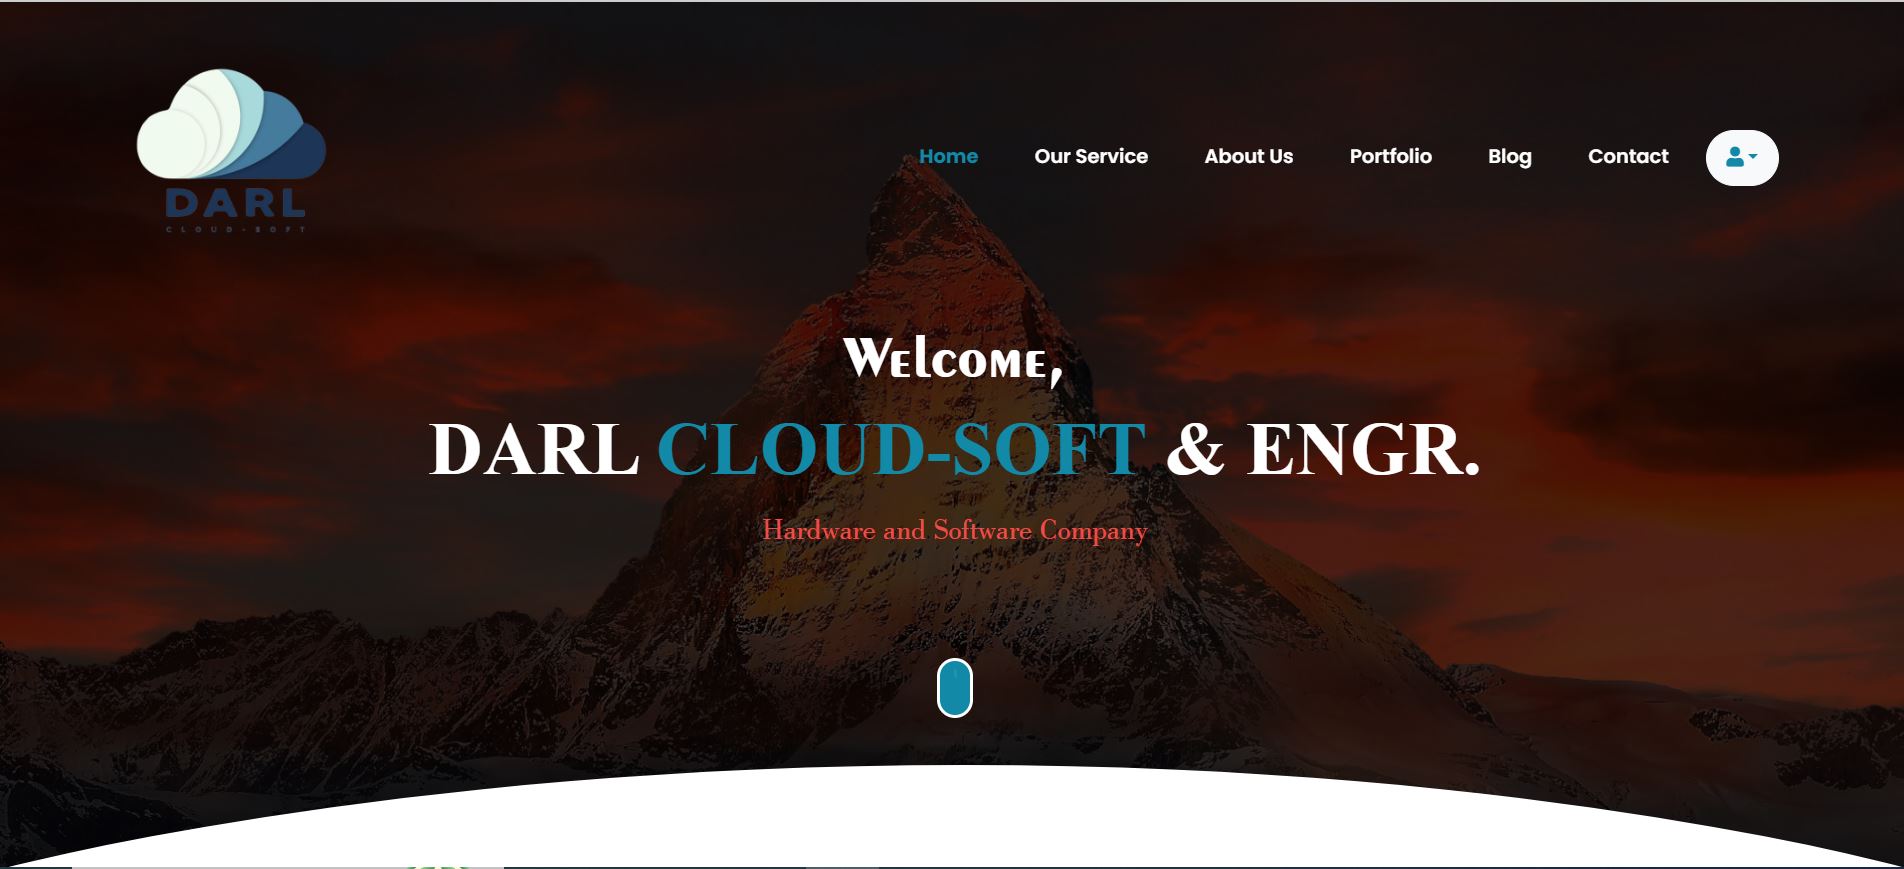 DARL
CLOUD-SOFT
Home Our Service About Us Portfolio Blog Contact
Welcome,
DARL CLOUD-SOFT & ENGR.
Hardware and Software Company